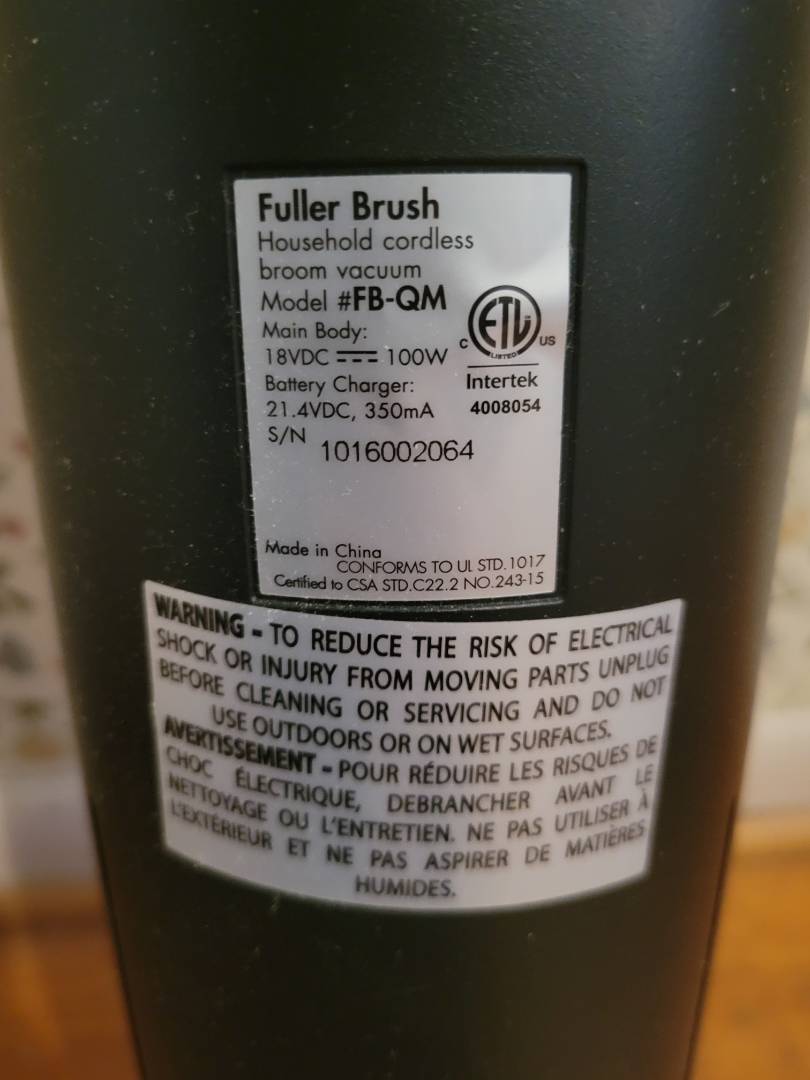 Fuller Brush
Household cordless
broom vacuum
Model #FB-QM
Main Body:
18VDC ⎓ 100W
Battery Charger:
21.4VDC, 350mA
S/N 1016002064
C ETL US
LISTED
Intertek
4008054
Made in China
CONFORMS TO UL STD.1017
Certified to CSA STD.C22.2 NO.243-15
WARNING - TO REDUCE THE RISK OF ELECTRICAL
SHOCK OR INJURY FROM MOVING PARTS UNPLUG
BEFORE CLEANING OR SERVICING AND DO NOT
USE OUTDOORS OR ON WET SURFACES.
AVERTISSEMENT - POUR RÉDUIRE LES RISQUES DE
CHOC ÉLECTRIQUE, DEBRANCHER AVANT LE
NETTOYAGE OU L'ENTRETIEN. NE PAS UTILISER À
L'EXTÉRIEUR ET NE PAS ASPIRER DE MATIÈRES
HUMIDES.